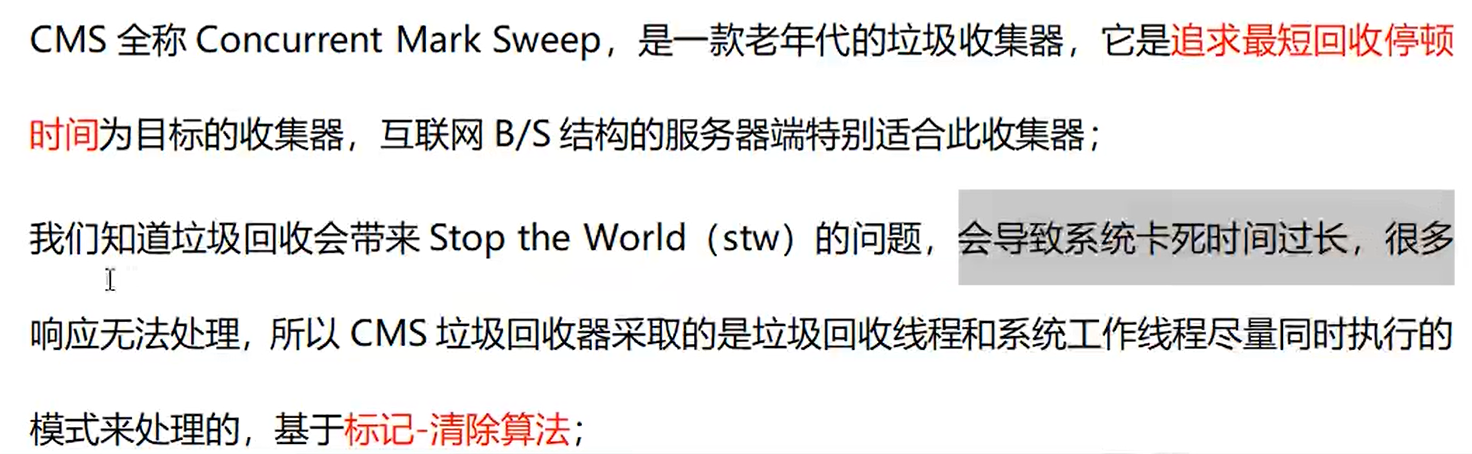 CMS 全称 Concurrent Mark Sweep，是一款老年代的垃圾收集器，它是追求最短回收停顿
时间为目标的收集器，互联网 B/S 结构的服务器端特别适合此收集器；
我们知道垃圾回收会带来 Stop the World（stw）的问题，会导致系统卡死时间过长，很多
响应无法处理，所以 CMS 垃圾回收器采取的是垃圾回收线程和系统工作线程尽量同时执行的
模式来处理的，基于标记-清除算法；